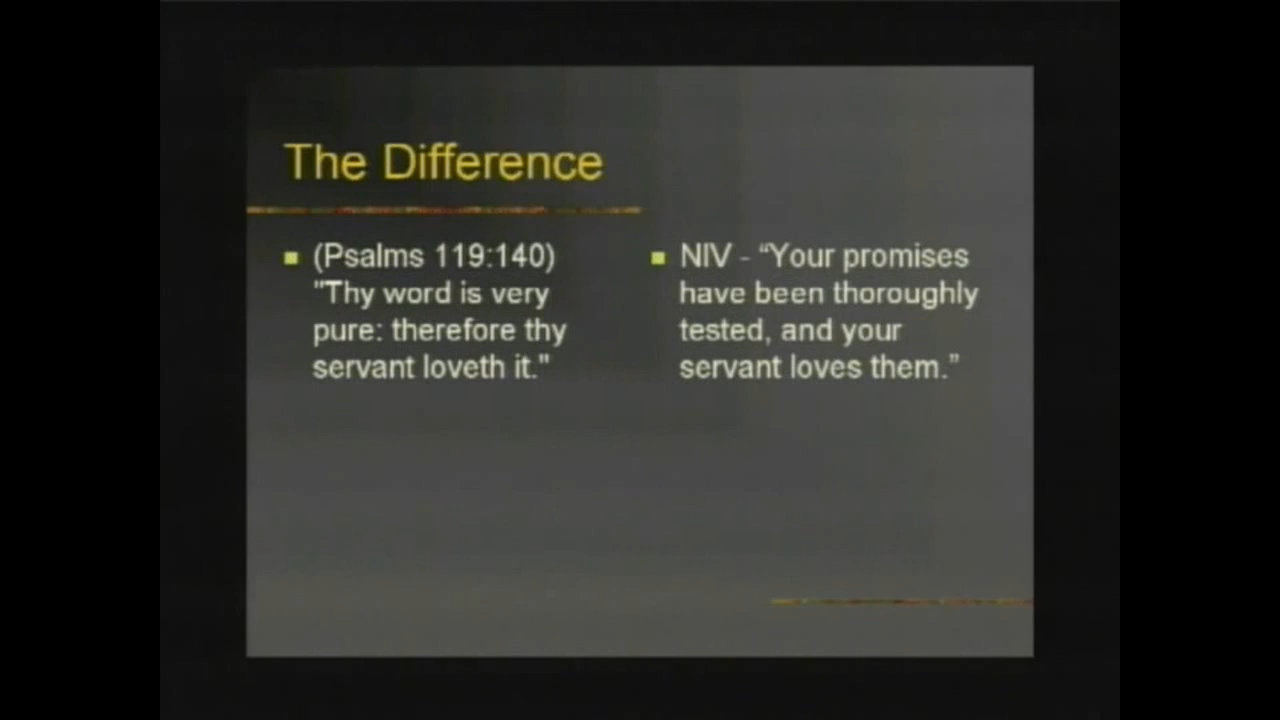 The Difference
(Psalms 119:140)
"Thy word is very
pure: therefore thy
servant loveth it."
NIV - “Your promises
have been thoroughly
tested, and your
servant loves them.”